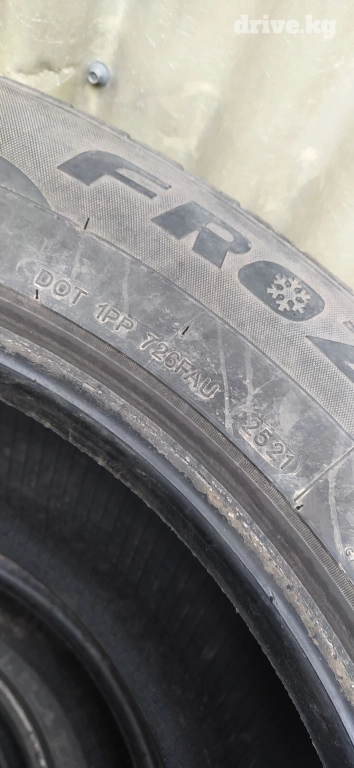 drive.kg
FRO
DOT 1PP 726FAU 2521